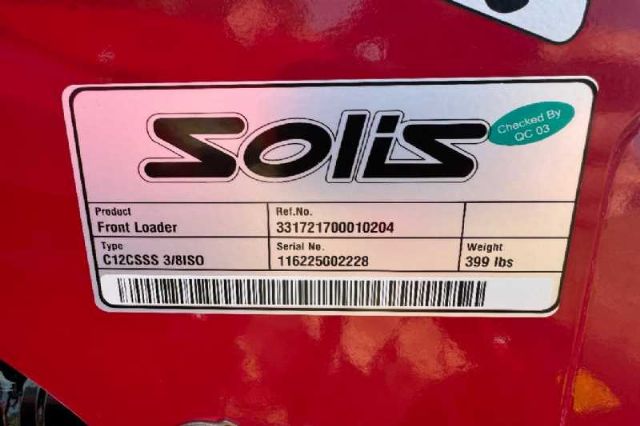 Solis
Checked By
QC 03
Product
Front Loader
Ref.No.
331721700010204
Type
C12CSSS 3/8ISO
Serial No.
116225G02228
Weight
399 lbs